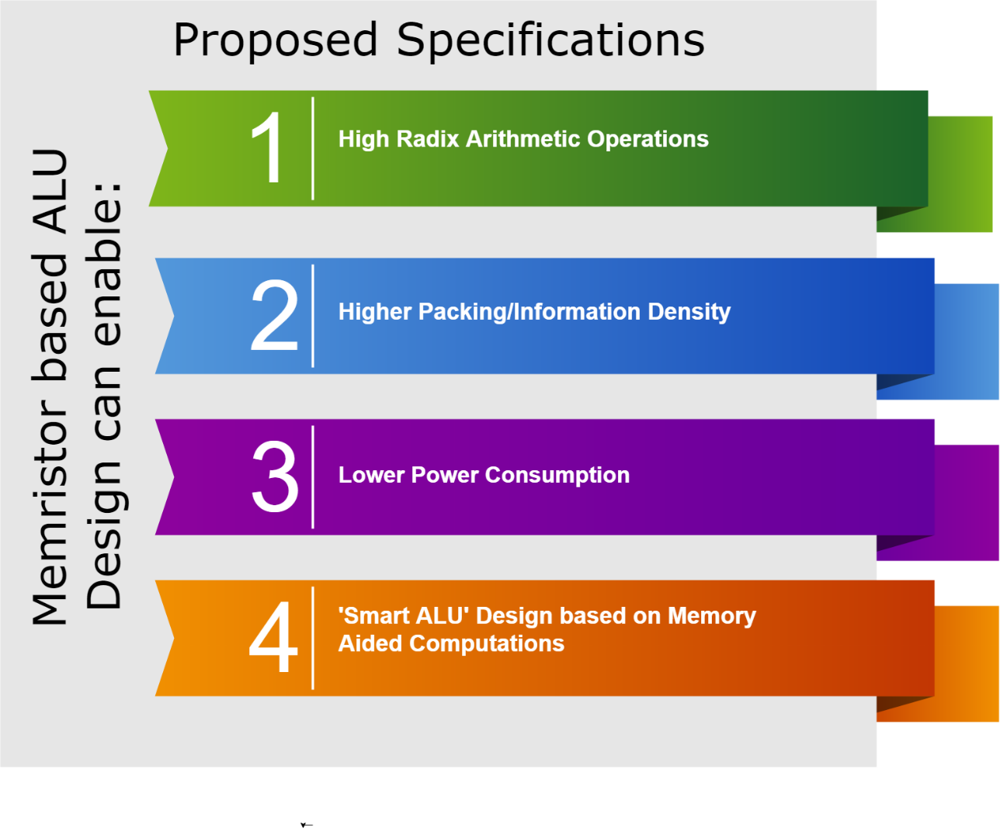 Proposed Specifications
Memristor based ALU
Design can enable:
1
High Radix Arithmetic Operations
2
Higher Packing/Information Density
3
Lower Power Consumption
4
'Smart ALU' Design based on Memory
Aided Computations